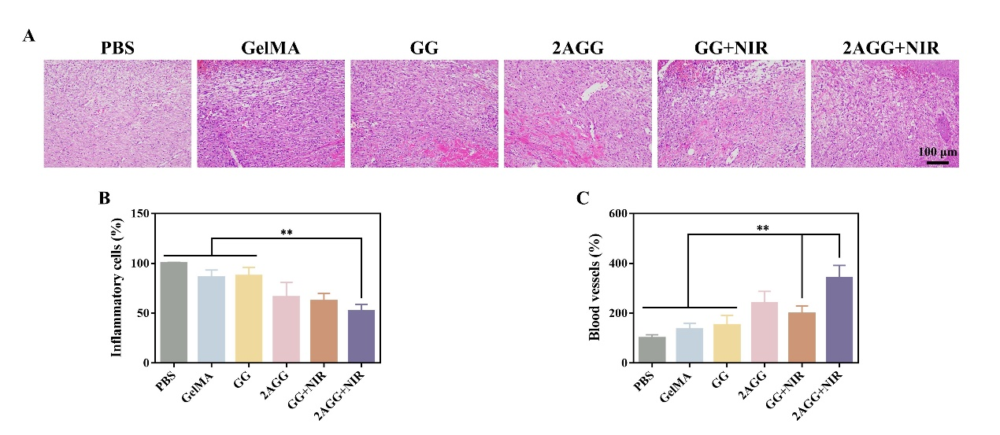 A
PBS GelMA GG 2AGG GG+NIR 2AGG+NIR
100 μm
B
Inflammatory cells (%)
150
100
50
0
**
PBS GelMA GG 2AGG GG+NIR 2AGG+NIR
C
Blood vessels (%)
600
400
200
0
**
PBS GelMA GG 2AGG GG+NIR 2AGG+NIR